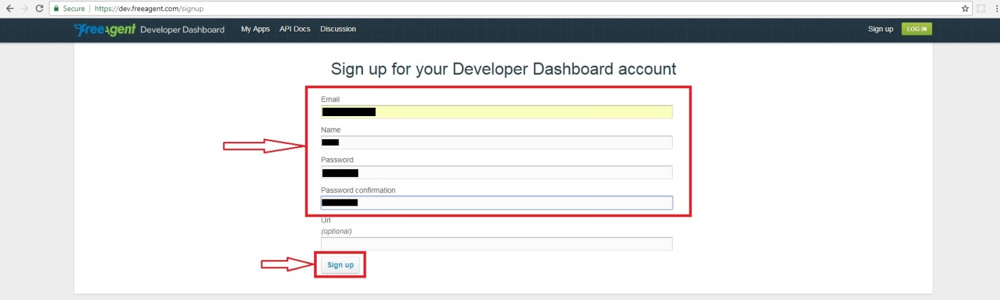 Secure | https://dev.freeagent.com/signup
freeagent Developer Dashboard My Apps API Docs Discussion Sign up LOG IN
Sign up for your Developer Dashboard account
Email
Name
Password
Password confirmation
Url
(optional)
Sign up